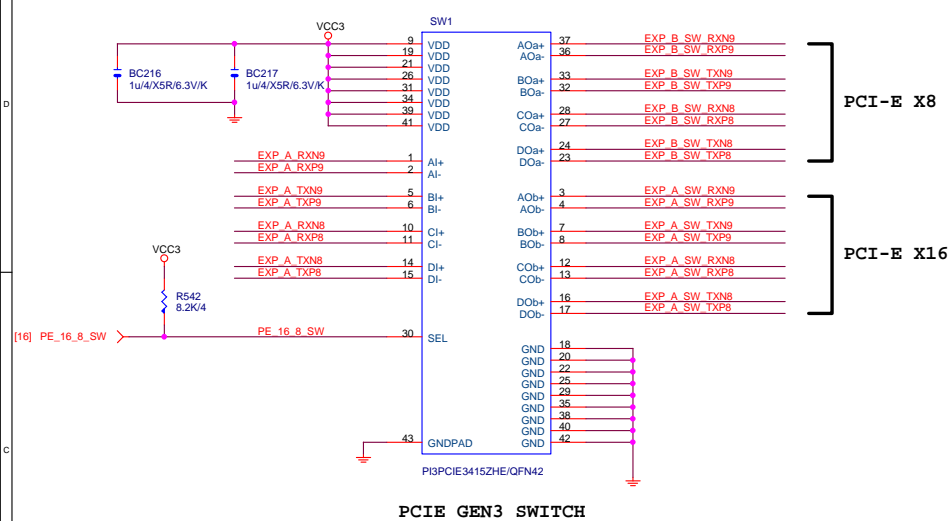 SW1
VCC3
9 VDD
19 VDD
21 VDD
26 VDD
31 VDD
34 VDD
39 VDD
41 VDD
BC216
1u/4/X5R/6.3V/K
BC217
1u/4/X5R/6.3V/K
EXP_A_RXN9 1 AI+
EXP_A_RXP9 2 AI-
EXP_A_TXN9 5 BI+
EXP_A_TXP9 6 BI-
EXP_A_RXN8 10 CI+
EXP_A_RXP8 11 CI-
EXP_A_TXN8 14 DI+
EXP_A_TXP8 15 DI-
VCC3
R542
8.2K/4
[16] PE_16_8_SW PE_16_8_SW 30 SEL
43 GNDPAD
AOa+ 37 EXP_B_SW_RXN9
AOa- 36 EXP_B_SW_RXP9
BOa+ 33 EXP_B_SW_TXN9
BOa- 32 EXP_B_SW_TXP9
COa+ 28 EXP_B_SW_RXN8
COa- 27 EXP_B_SW_RXP8
DOa+ 24 EXP_B_SW_TXN8
DOa- 23 EXP_B_SW_TXP8
PCI-E X8
AOb+ 3 EXP_A_SW_RXN9
AOb- 4 EXP_A_SW_RXP9
BOb+ 7 EXP_A_SW_TXN9
BOb- 8 EXP_A_SW_TXP9
COb+ 12 EXP_A_SW_RXN8
COb- 13 EXP_A_SW_RXP8
DOb+ 16 EXP_A_SW_TXN8
DOb- 17 EXP_A_SW_TXP8
PCI-E X16
GND 18
GND 20
GND 22
GND 25
GND 29
GND 35
GND 38
GND 40
GND 42
D
C
PI3PCIE3415ZHE/QFN42
PCIE GEN3 SWITCH